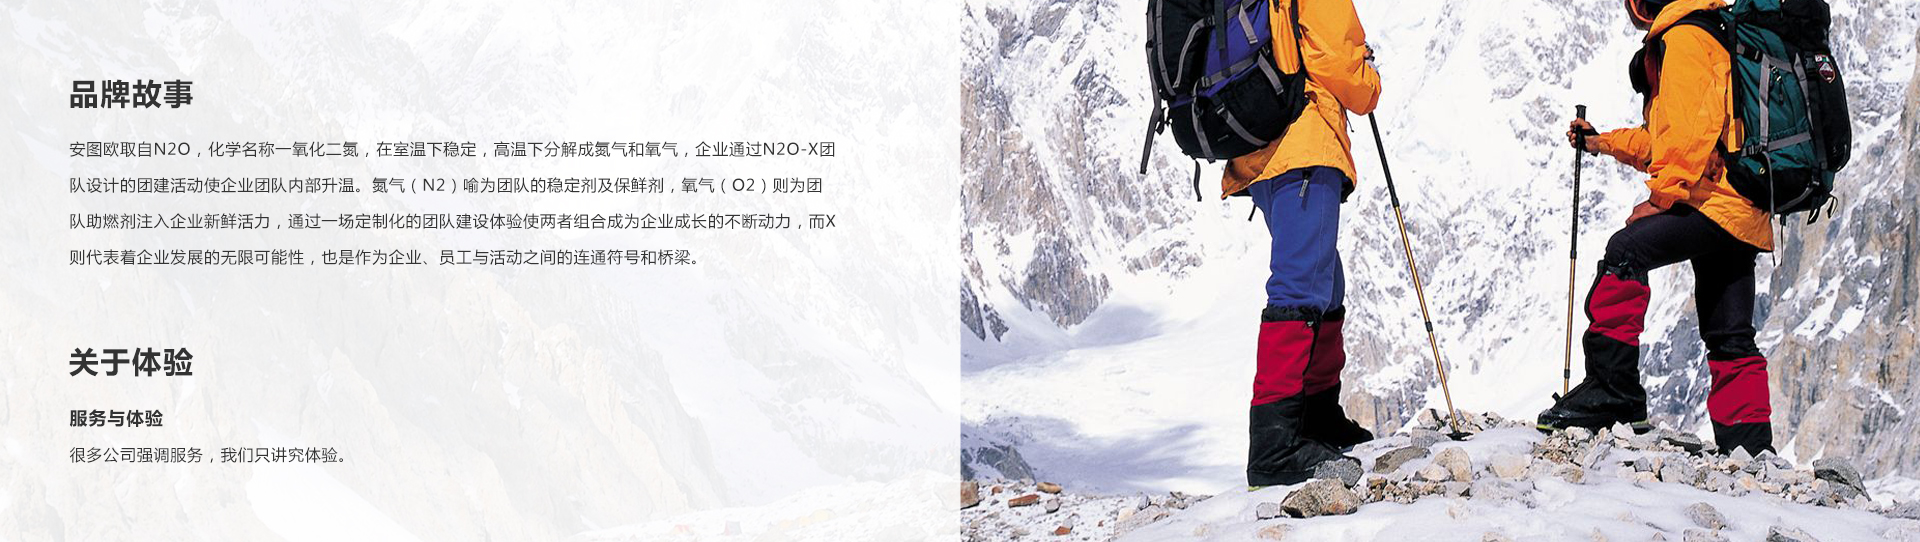 品牌故事
安图欧取自N2O，化学名称一氧化二氮，在室温下稳定，高温下分解成氮气和氧气，企业通过N2O-X团
队设计的团建活动使企业团队内部升温。氮气（N2）喻为团队的稳定剂及保鲜剂，氧气（O2）则为团
队助燃剂注入企业新鲜活力，通过一场定制化的团队建设体验使两者组合成为企业成长的不断动力，而X
则代表着企业发展的无限可能性，也是作为企业、员工与活动之间的连通符号和桥梁。
关于体验
服务与体验
很多公司强调服务，我们只讲究体验。